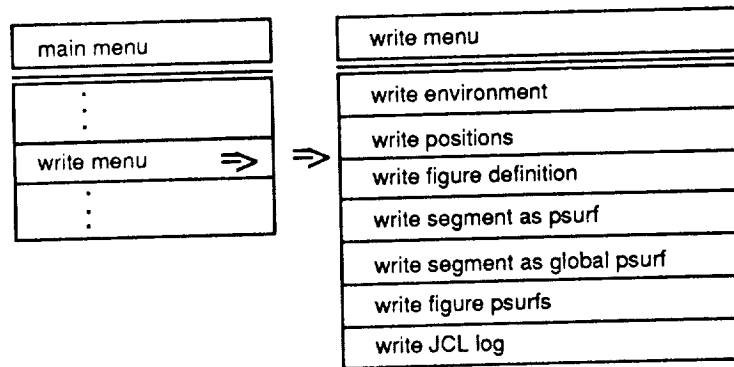 main menu
write menu
write menu
write environment
write positions
write figure definition
write segment as psurf
write segment as global psurf
write figure psurfs
write JCL log